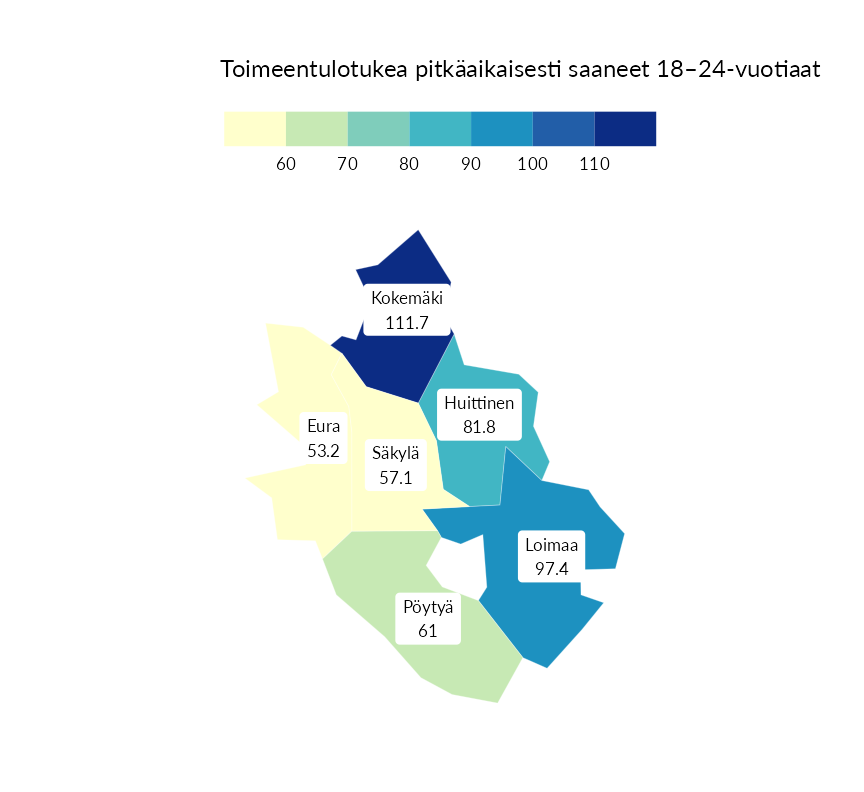 Toimeentulotukea pitkäaikaisesti saaneet 18–24-vuotiaat
60 70 80 90 100 110
Kokemäki
111.7
Huittinen
81.8
Eura
53.2
Säkylä
57.1
Loimaa
97.4
Pöytyä
61